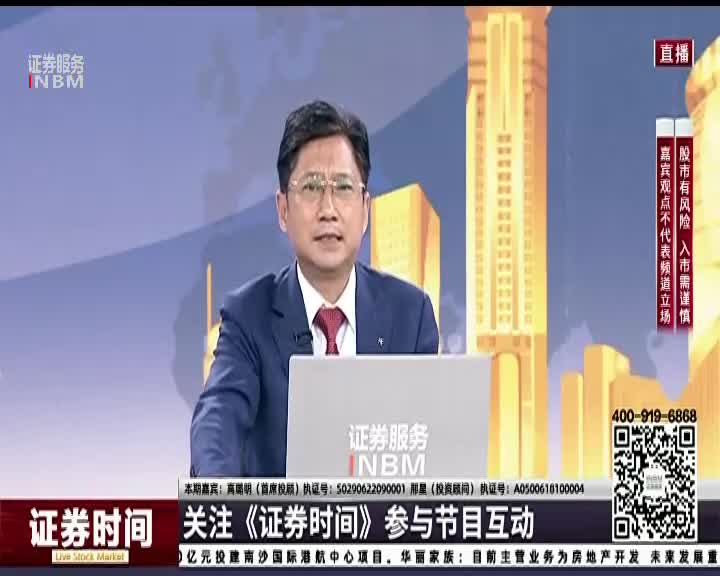 证券服务
NBM
直播
股市有风险 入市需谨慎
嘉宾观点不代表频道立场
400-919-6868
证券服务
NBM
本期嘉宾：高鹏明（首席投顾）执证号：S0290622090001 邢星（投资顾问）执证号：A0500618100004
证券时间
Live Stock Market
关注《证券时间》参与节目互动
0亿元投建南沙国际港航中心项目。华丽家族：目前主营业务为房地产开发 未来发展重